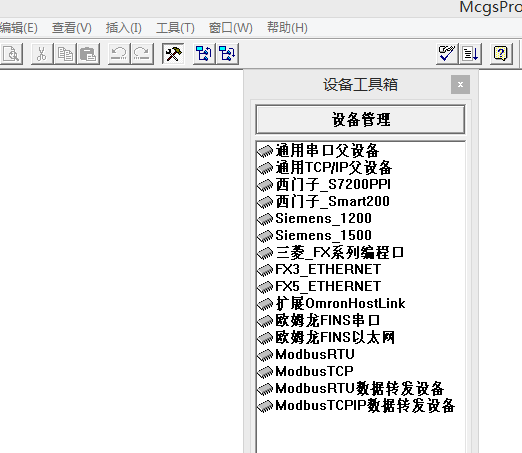 McgsPro
编辑(E) 查看(V) 插入(I) 工具(T) 窗口(W) 帮助(H)
设备工具箱
设备管理
通用串口父设备
通用TCP/IP父设备
西门子_S7200PPI
西门子_Smart200
Siemens_1200
Siemens_1500
三菱_FX系列编程口
FX3_ETHERNET
FX5_ETHERNET
扩展OmronHostLink
欧姆龙FINS串口
欧姆龙FINS以太网
ModbusRTU
ModbusTCP
ModbusRTU数据转发设备
ModbusTCPIP数据转发设备